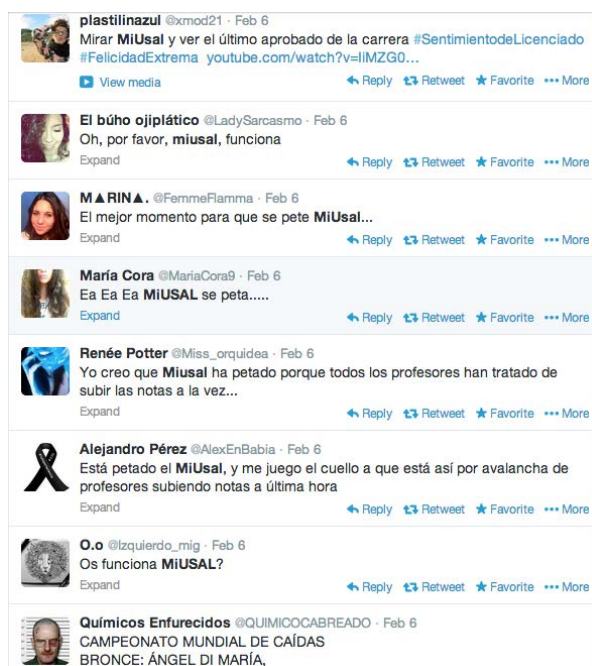 plastilinazul @xmod21 · Feb 6
Mirar MiUsal y ver el último aprobado de la carrera #SentimientodeLicenciado
#FelicidadExtrema youtube.com/watch?v=IiMZG0...
View media
Reply Retweet Favorite More
El búho ojiplático @LadySarcasmo · Feb 6
Oh, por favor, miusal, funciona
Expand
Reply Retweet Favorite More
M▲RIN▲. @FemmeFlamma · Feb 6
El mejor momento para que se pete MiUsal...
Expand
Reply Retweet Favorite More
María Cora @MariaCora9 · Feb 6
Ea Ea Ea MiUSAL se peta.....
Expand
Reply Retweet Favorite More
Renée Potter @Miss_orquidea · Feb 6
Yo creo que Miusal ha petado porque todos los profesores han tratado de
subir las notas a la vez...
Expand
Reply Retweet Favorite More
Alejandro Pérez @AlexEnBabia · Feb 6
Está petado el MiUsal, y me juego el cuello a que está así por avalancha de
profesores subiendo notas a última hora
Expand
Reply Retweet Favorite More
O.o @Izquierdo_mig · Feb 6
Os funciona MiUSAL?
Expand
Reply Retweet Favorite More
Químicos Enfurecidos @QUIMICOCABREADO · Feb 6
CAMPEONATO MUNDIAL DE CAÍDAS
BRONCE: ÁNGEL DI MARÍA,